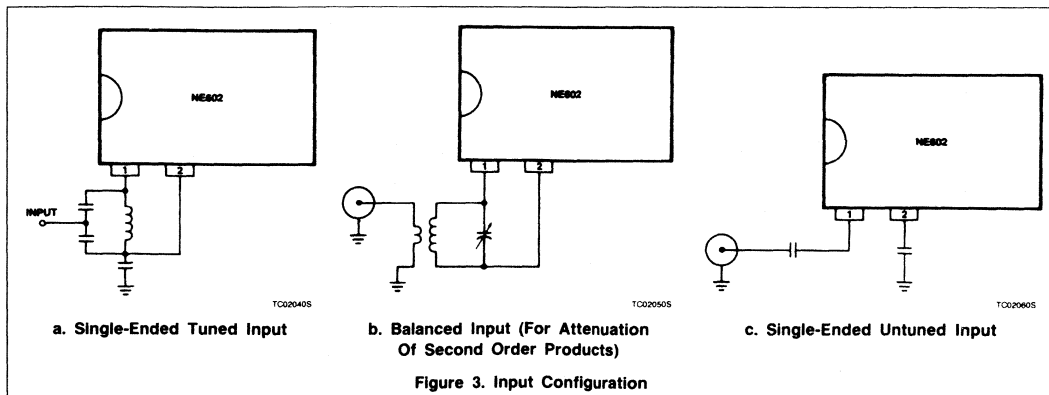 NE602
1 2
INPUT
TC02040S
a. Single-Ended Tuned Input
NE602
1 2
TC02050S
b. Balanced Input (For Attenuation
Of Second Order Products)
NE602
1 2
TC02060S
c. Single-Ended Untuned Input
Figure 3. Input Configuration